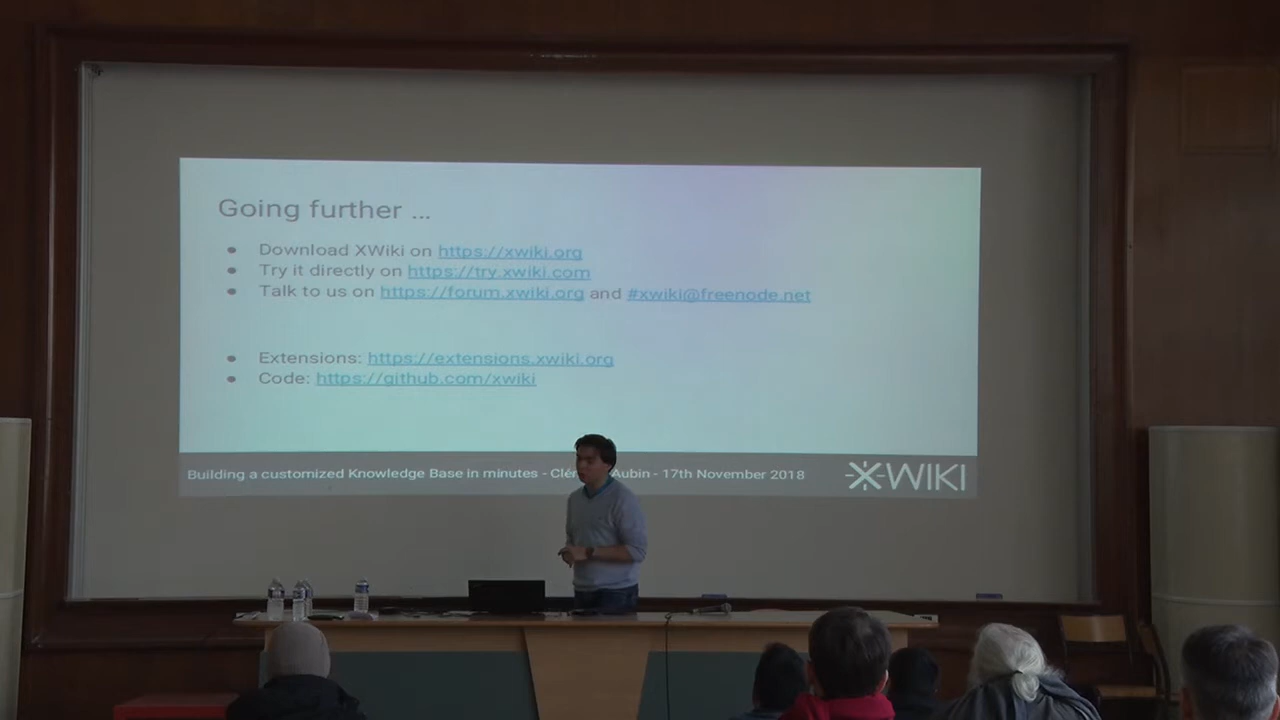 Going further ...
Download XWiki on https://xwiki.org
Try it directly on https://try.xwiki.com
Talk to us on https://forum.xwiki.org and #xwiki@freenode.net
Extensions: https://extensions.xwiki.org
Code: https://github.com/xwiki
Building a customized Knowledge Base in minutes - Clé Aubin - 17th November 2018
XWIKI